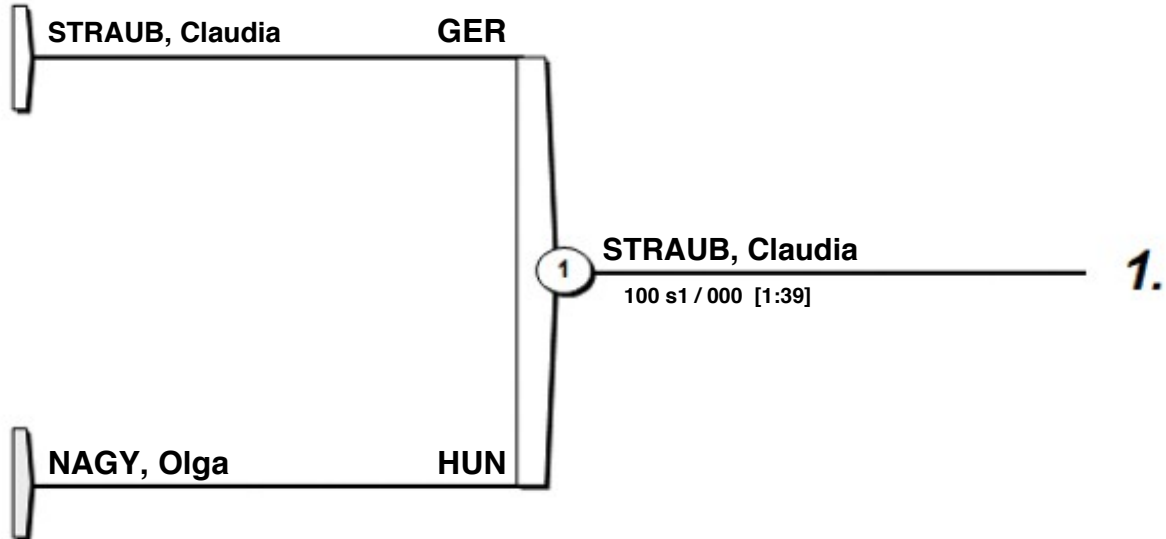 STRAUB, Claudia GER
STRAUB, Claudia
1
1.
100 s1 / 000 [1:39]
NAGY, Olga HUN